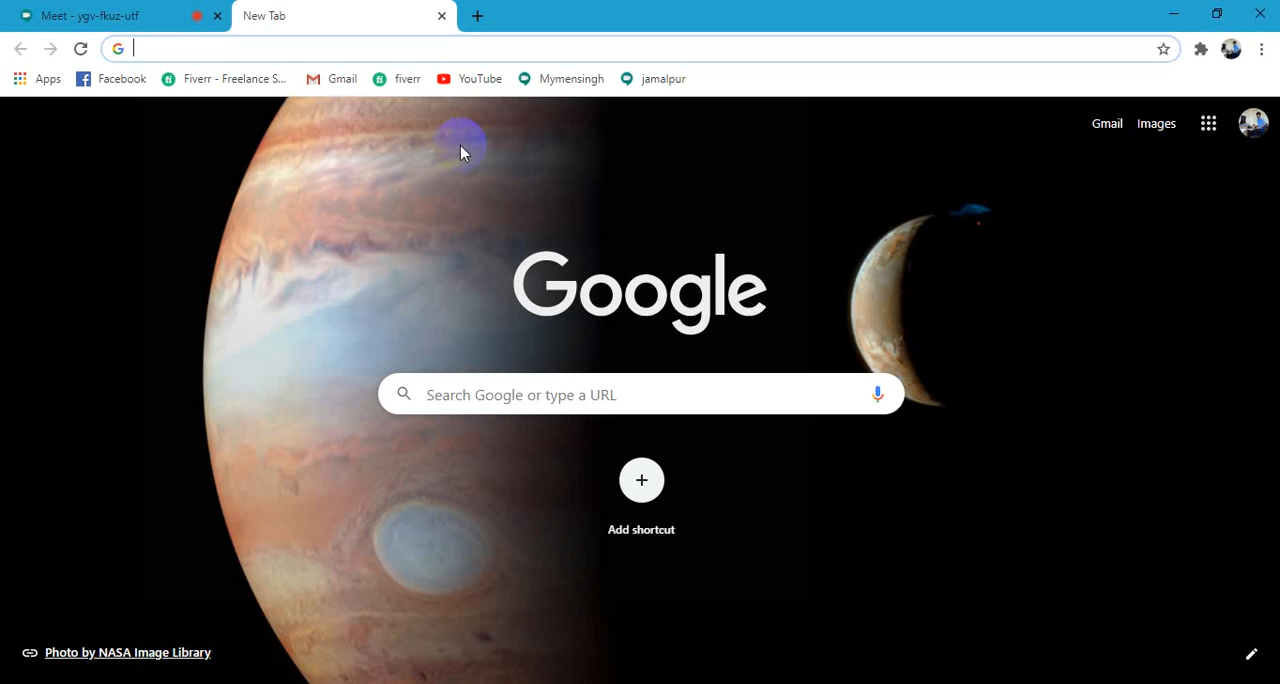 Meet - ygv-fkuz-utf
New Tab
Apps
Facebook
Fiverr - Freelance S...
Gmail
fiverr
YouTube
Mymensingh
jamalpur
Gmail
Images
Google
Search Google or type a URL
Add shortcut
Photo by NASA Image Library